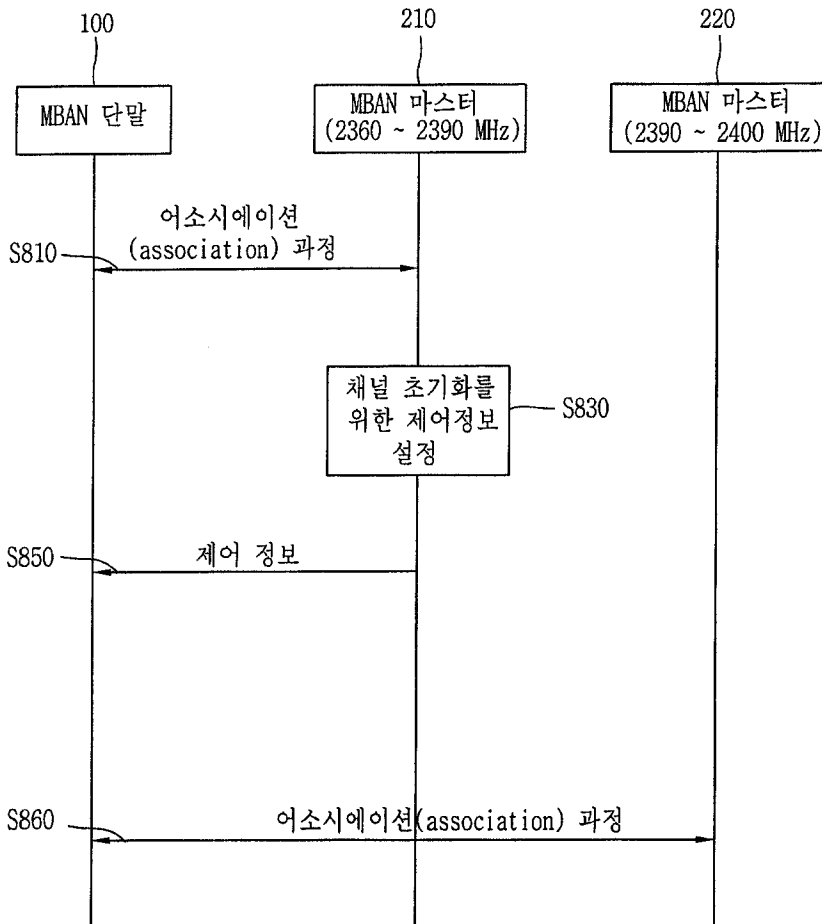 100
210
220
MBAN 단말
MBAN 마스터
(2360 ~ 2390 MHz)
MBAN 마스터
(2390 ~ 2400 MHz)
어소시에이션
(association) 과정
S810
채널 초기화를
위한 제어정보
설정
S830
S850
제어 정보
S860
어소시에이션(association) 과정